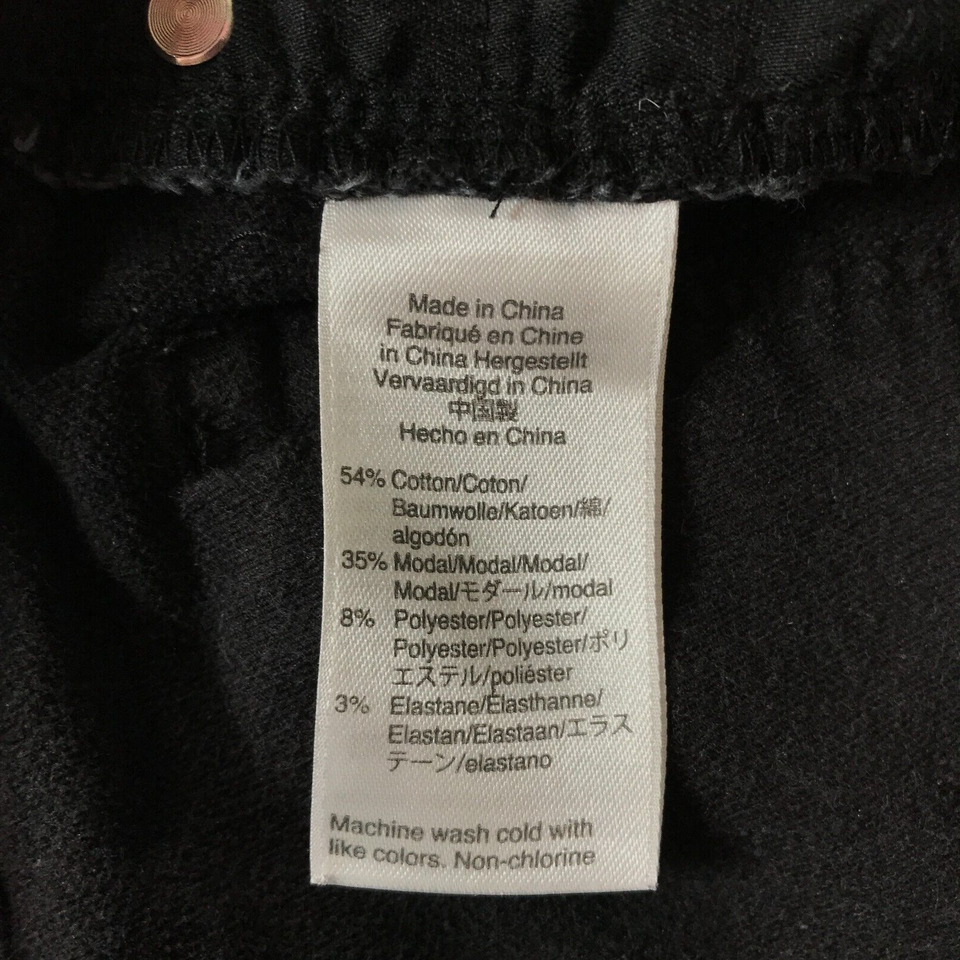 Made in China
Fabriqué en Chine
in China Hergestellt
Vervaardigd in China
中国製
Hecho en China
54% Cotton/Coton/
Baumwolle/Katoen/綿/
algodón
35% Modal/Modal/Modal/
Modal/モダール/modal
8% Polyester/Polyester/
Polyester/Polyester/ポリ
エステル/poliéster
3% Elastane/Élasthanne/
Elastan/Elastaan/エラス
テーン/elastano
Machine wash cold with
like colors. Non-chlorine